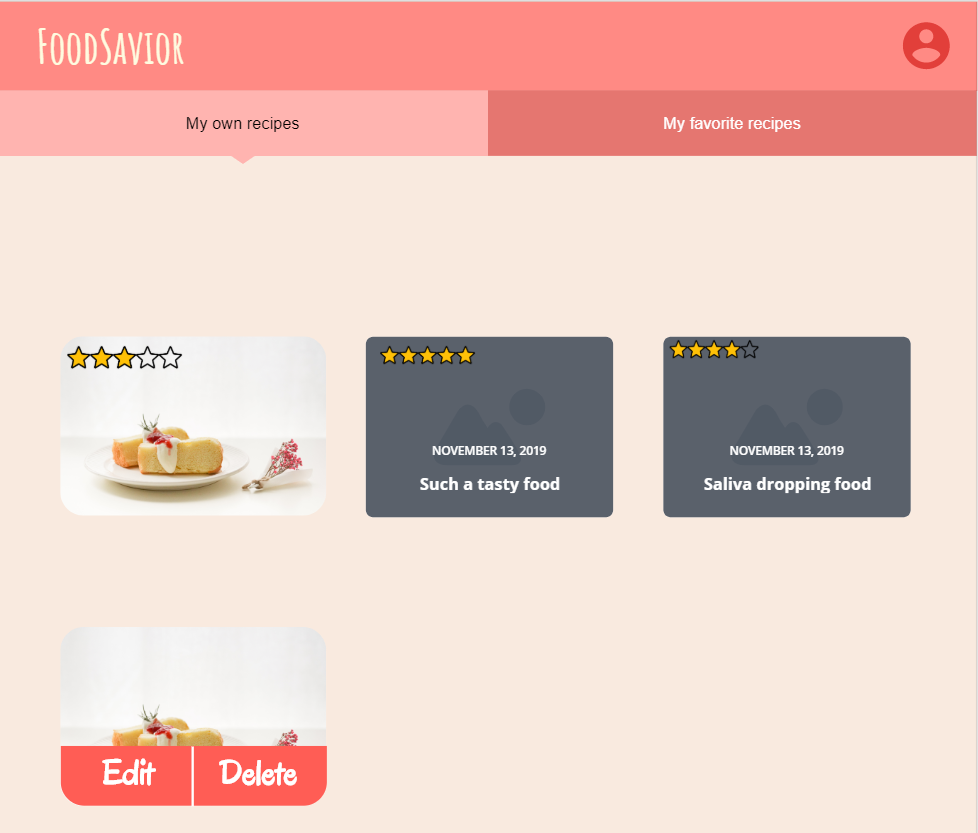 FoodSavior
My own recipes
My favorite recipes
NOVEMBER 13, 2019
Such a tasty food
NOVEMBER 13, 2019
Saliva dropping food
Edit
Delete